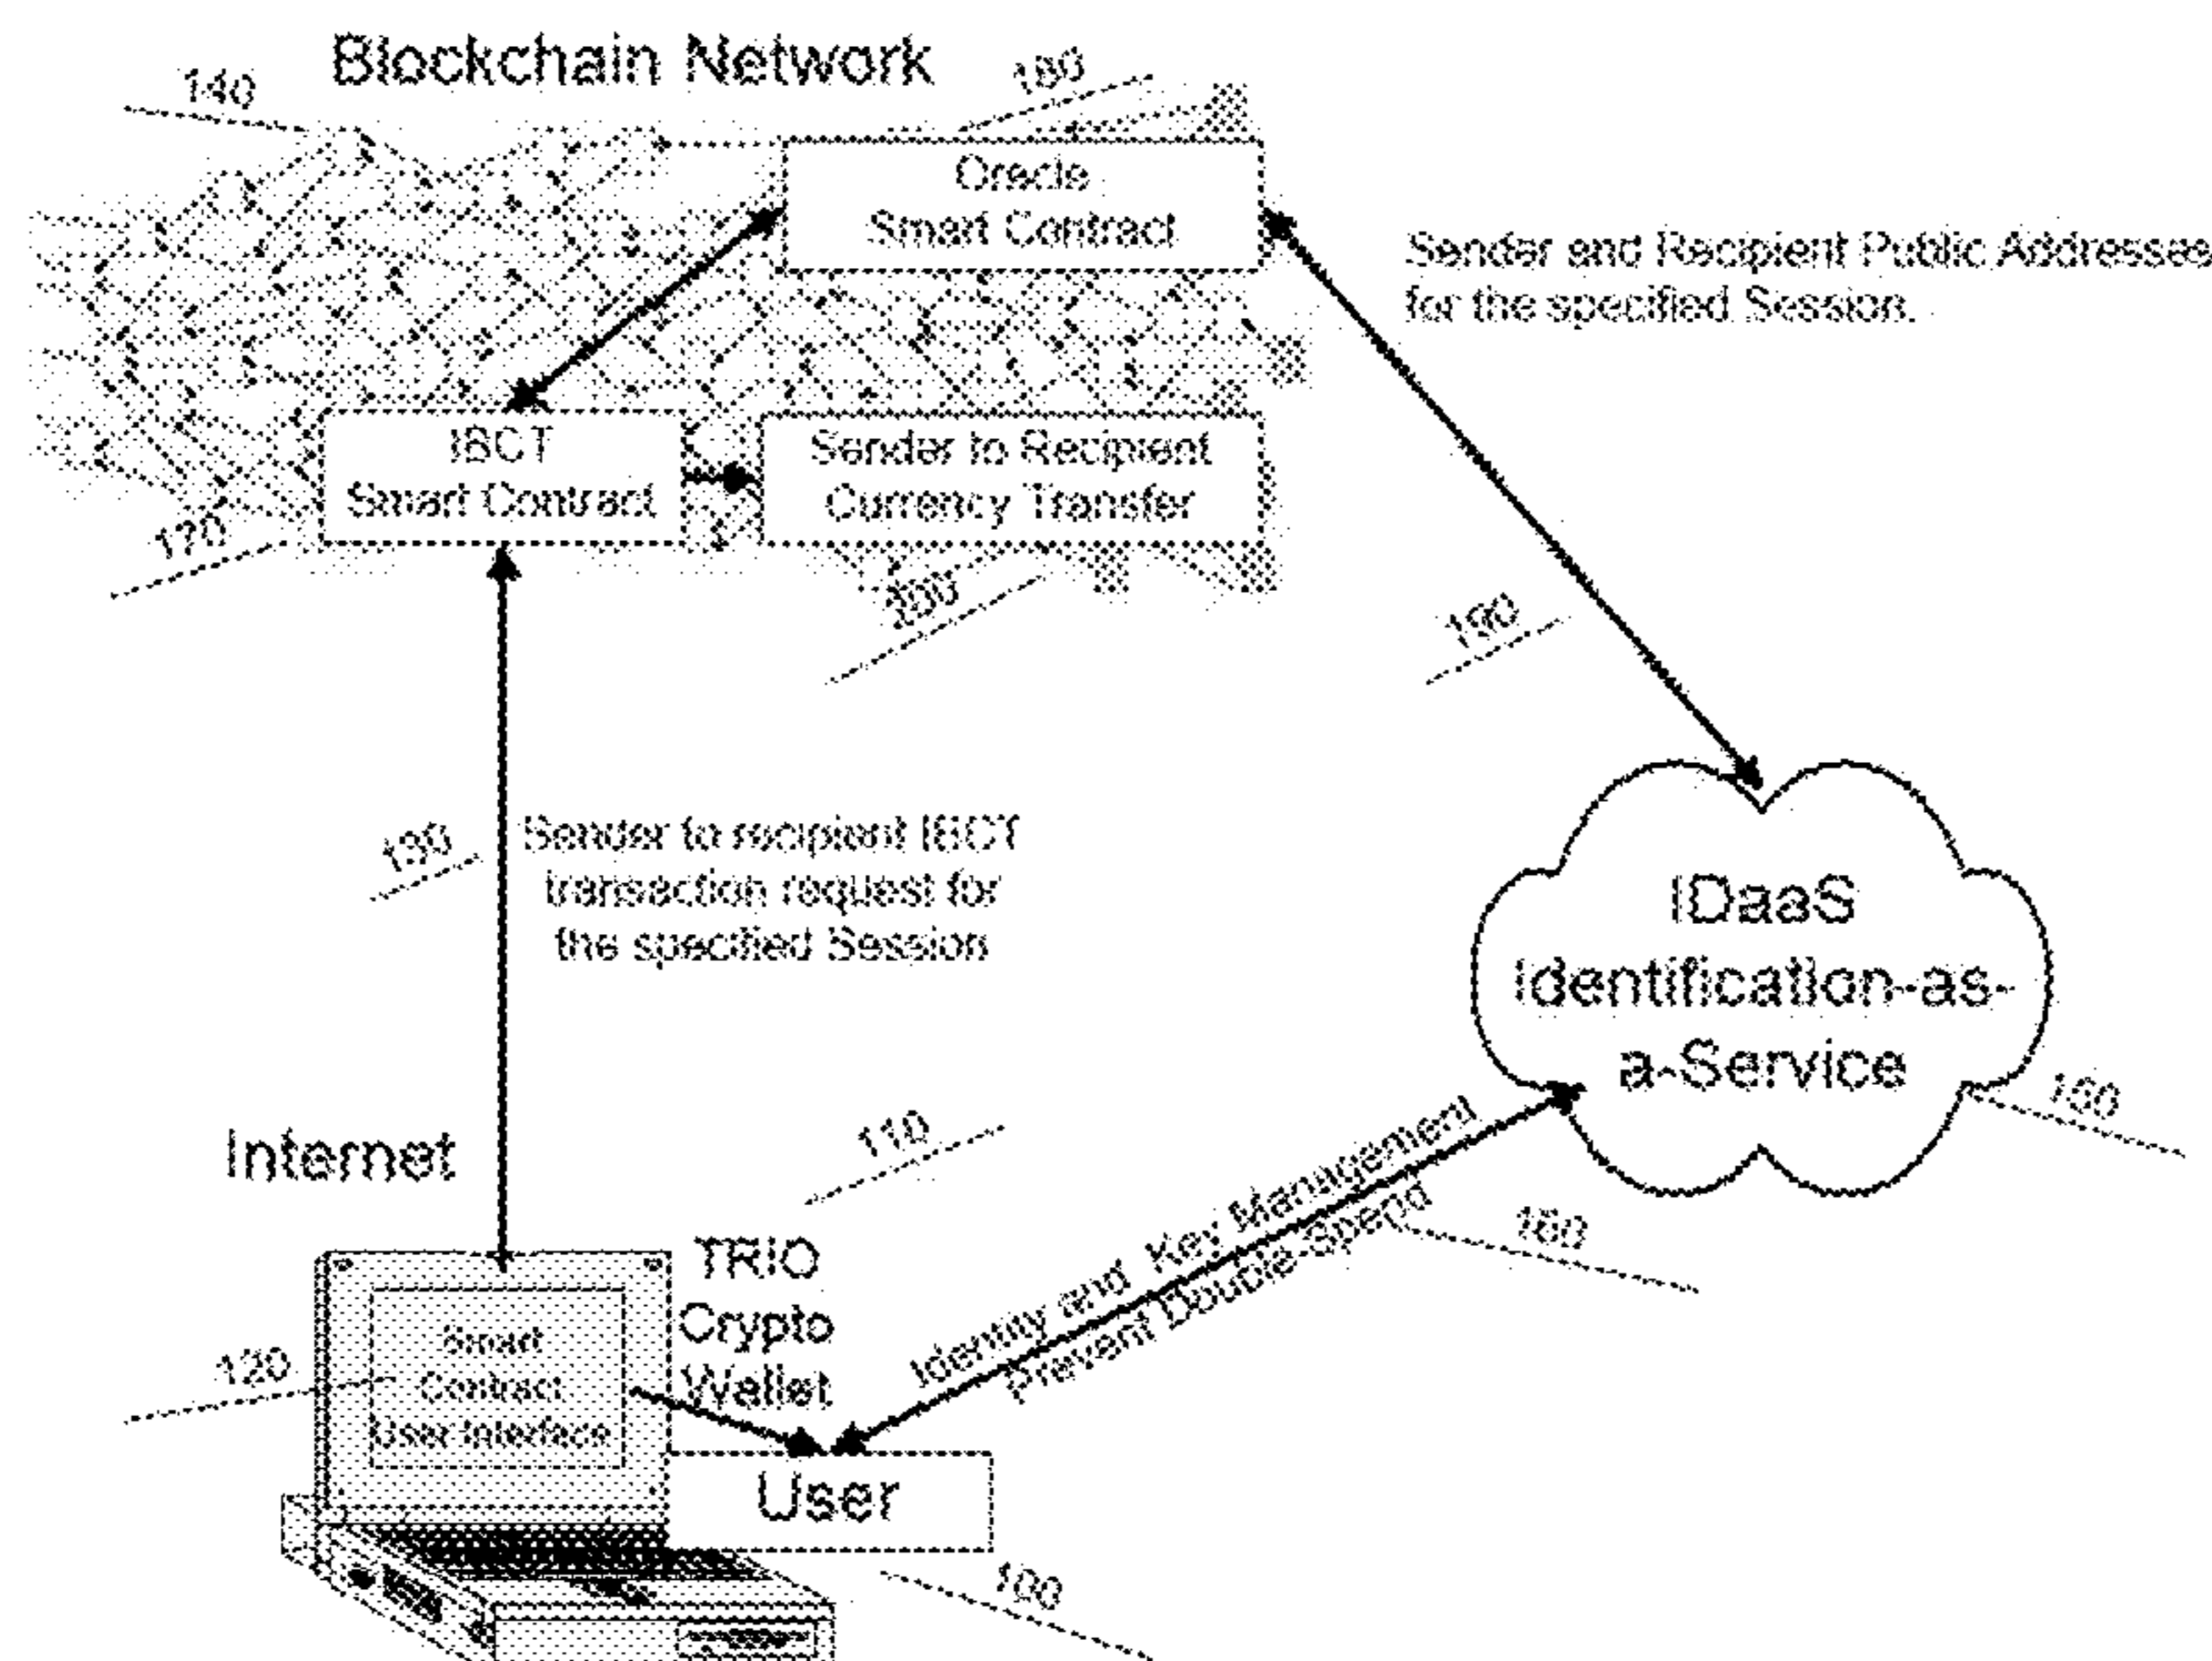 Blockchain Network
140
Oracle
Smart Contract
Sender and Recipient Public Addresses
for the specified Session.
IBCT
Smart Contract
Sender to Recipient
Currency Transfer
170
200
190
Sender to recipient IBCT
transaction request for
the specified Session
IDaaS
Identification-as-
a-Service
110
Internet
Identity and Key Management
Prevent Double-Spend
160
TRIO
Crypto
Wallet
120
Smart
Contract
User Interface
User
100